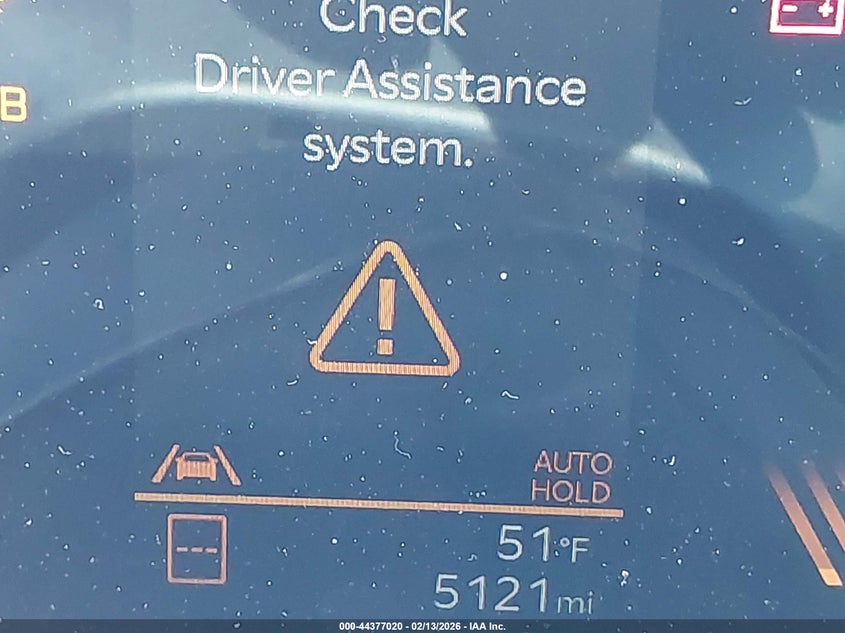 Check
Driver Assistance
system.
B
AUTO
HOLD
---
51°F
5121mi
000-44377020 - 02/13/2026 - IAA Inc.